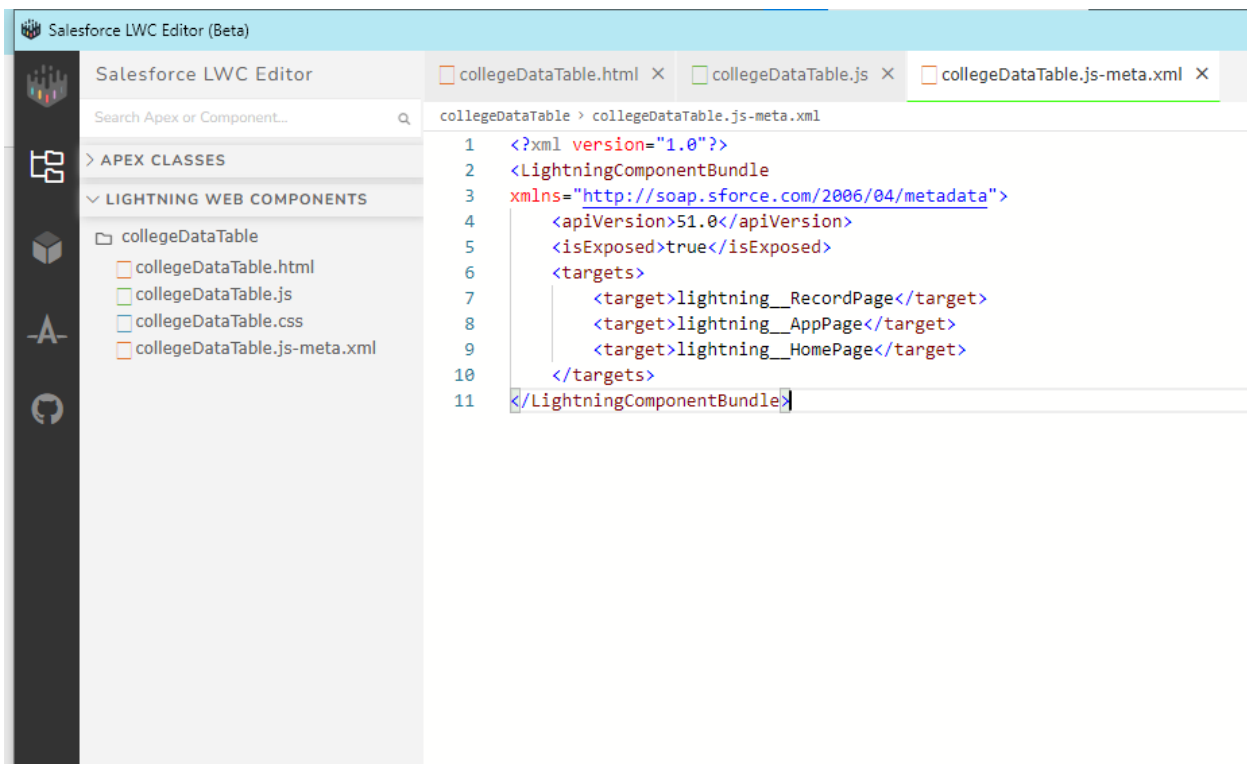 Salesforce LWC Editor (Beta)
Salesforce LWC Editor
Search Apex or Component...
APEX CLASSES
LIGHTNING WEB COMPONENTS
collegeDataTable
collegeDataTable.html
collegeDataTable.js
collegeDataTable.css
collegeDataTable.js-meta.xml
collegeDataTable.html × collegeDataTable.js × collegeDataTable.js-meta.xml ×
collegeDataTable > collegeDataTable.js-meta.xml
1 <?xml version="1.0"?>
2 <LightningComponentBundle
3 xmlns="http://soap.sforce.com/2006/04/metadata">
4 <apiVersion>51.0</apiVersion>
5 <isExposed>true</isExposed>
6 <targets>
7 <target>lightning__RecordPage</target>
8 <target>lightning__AppPage</target>
9 <target>lightning__HomePage</target>
10 </targets>
11 </LightningComponentBundle>